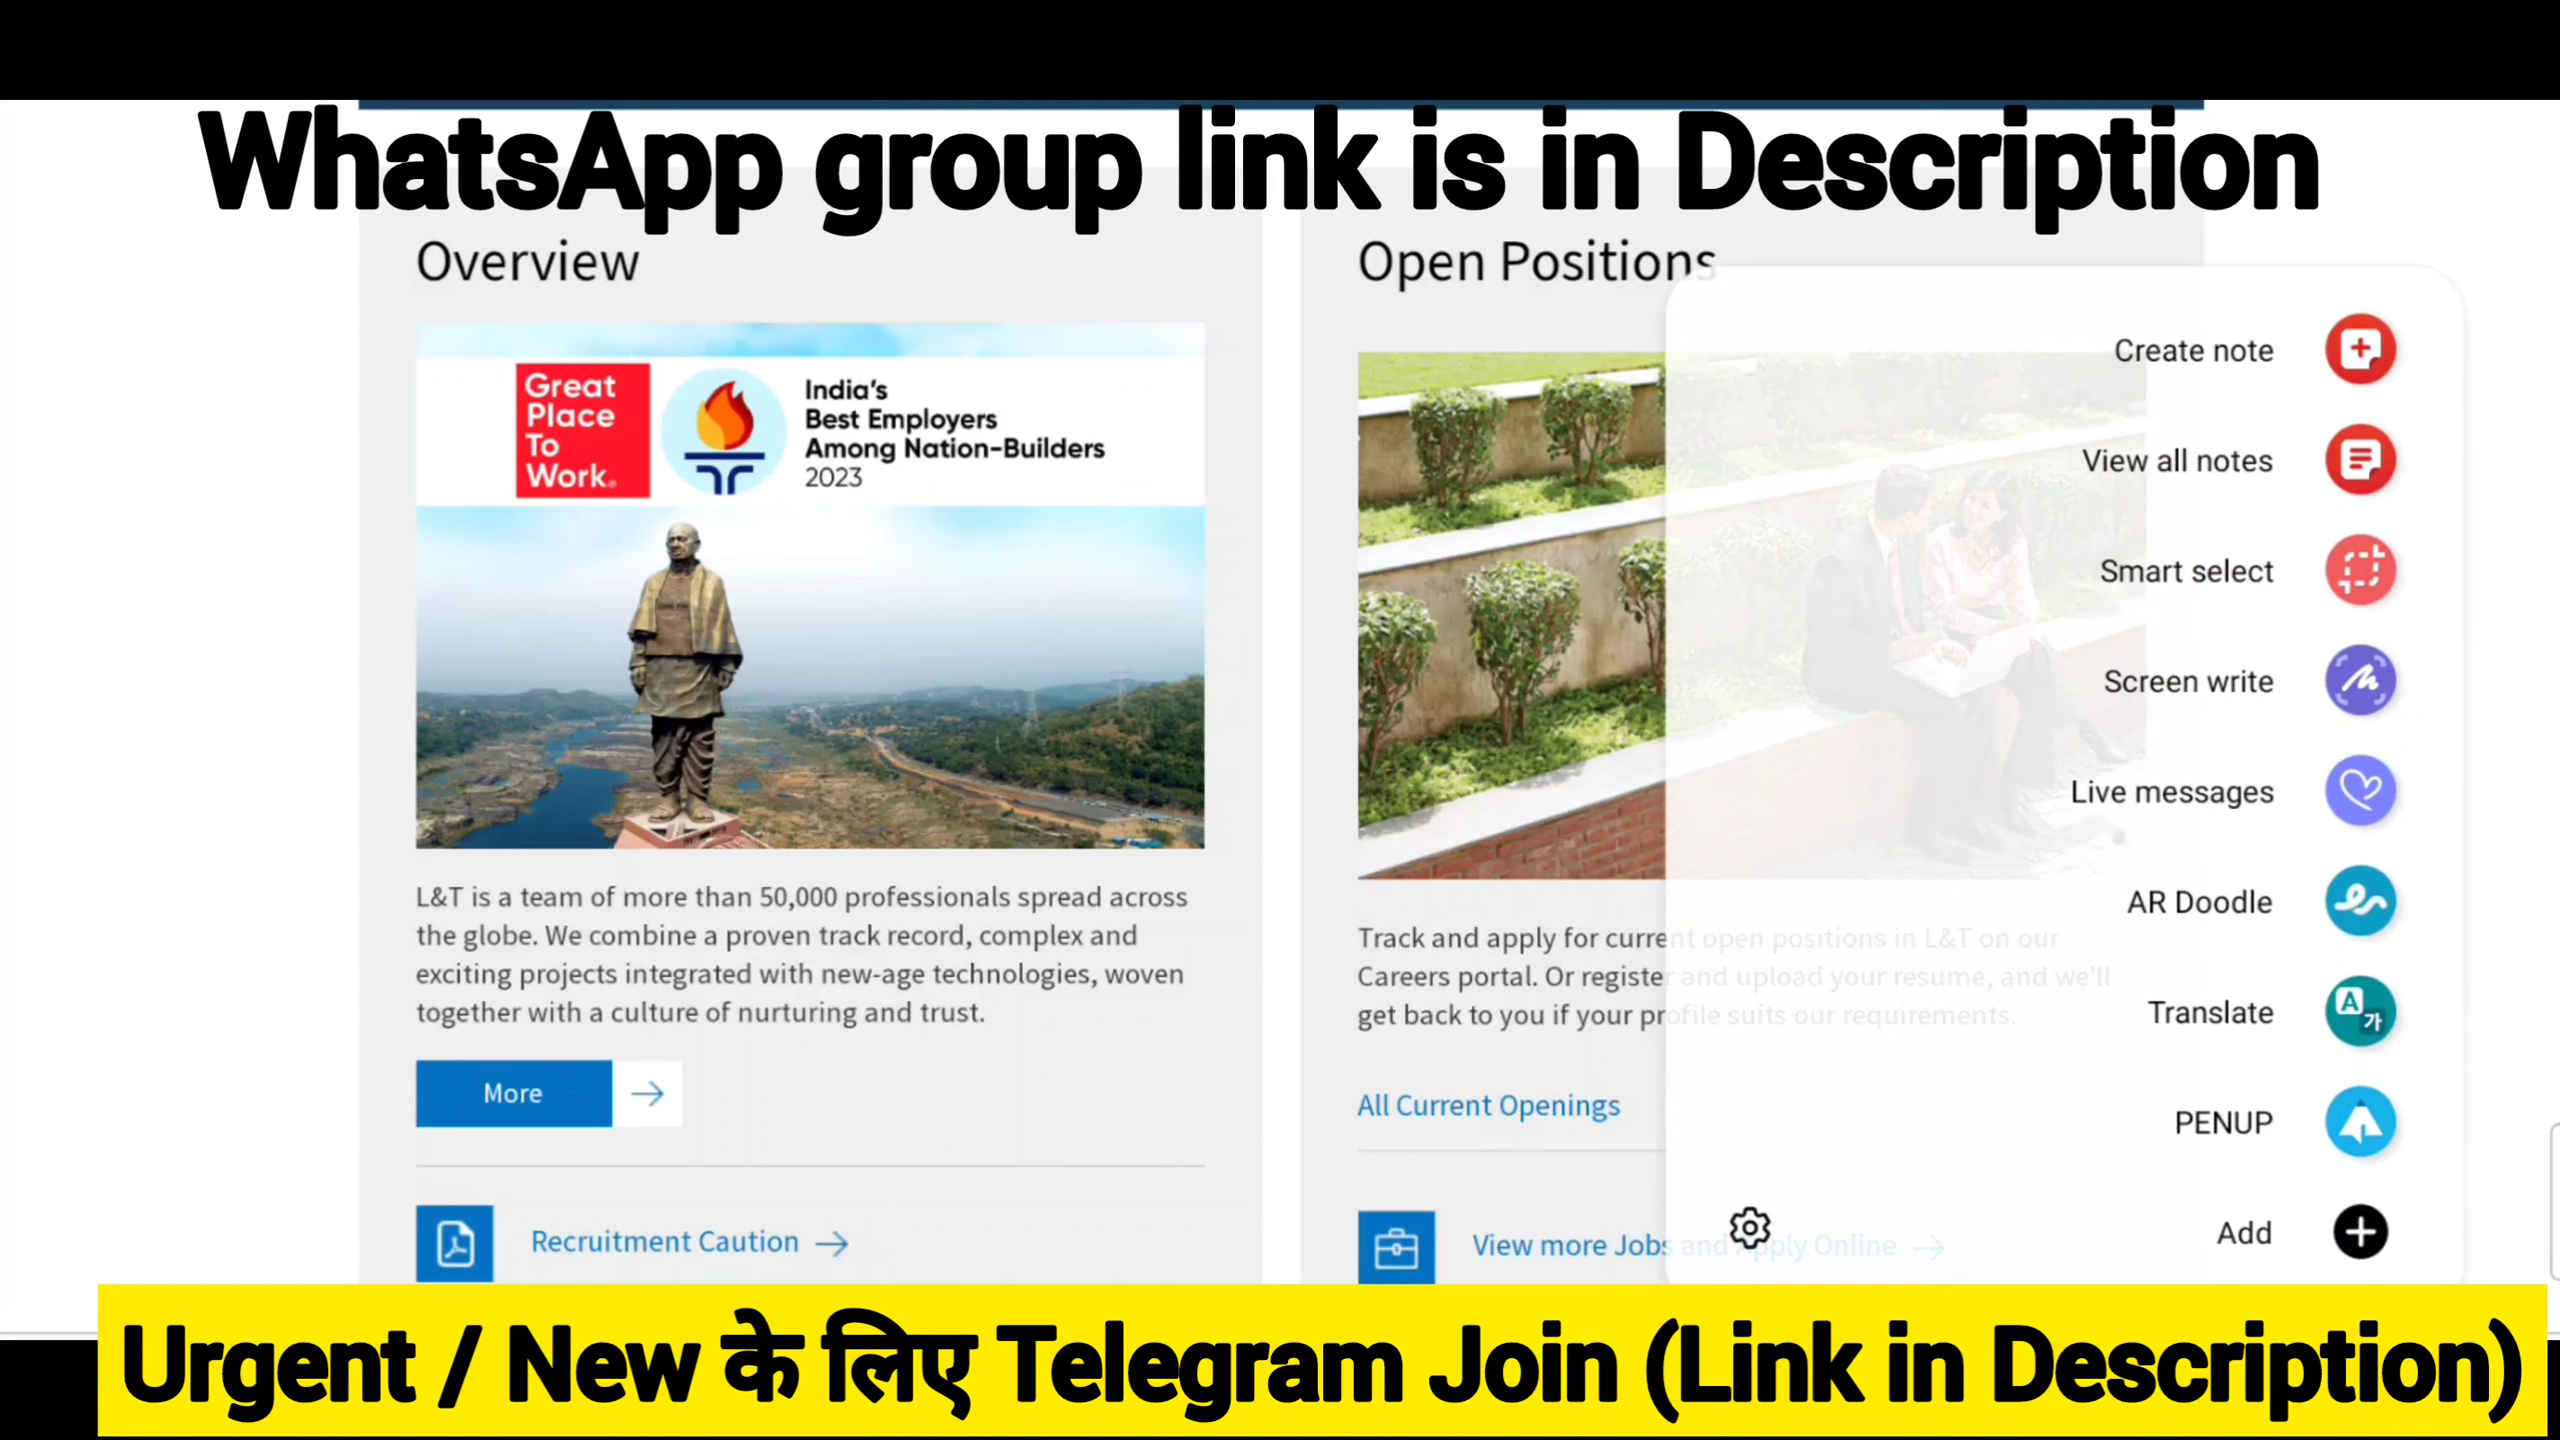 WhatsApp group link is in Description
Overview
Great
Place
To
Work.
India's
Best Employers
Among Nation-Builders
2023
L&T is a team of more than 50,000 professionals spread across
the globe. We combine a proven track record, complex and
exciting projects integrated with new-age technologies, woven
together with a culture of nurturing and trust.
More
Recruitment Caution
Open Positions
Track and apply for current open positions in L&T on our
Careers portal. Or register and upload your resume, and we'll
get back to you if your profile suits our requirements.
All Current Openings
View more Jobs and Apply Online
Create note
View all notes
Smart select
Screen write
Live messages
AR Doodle
Translate
PENUP
Add
Urgent / New के लिए Telegram Join (Link in Description)